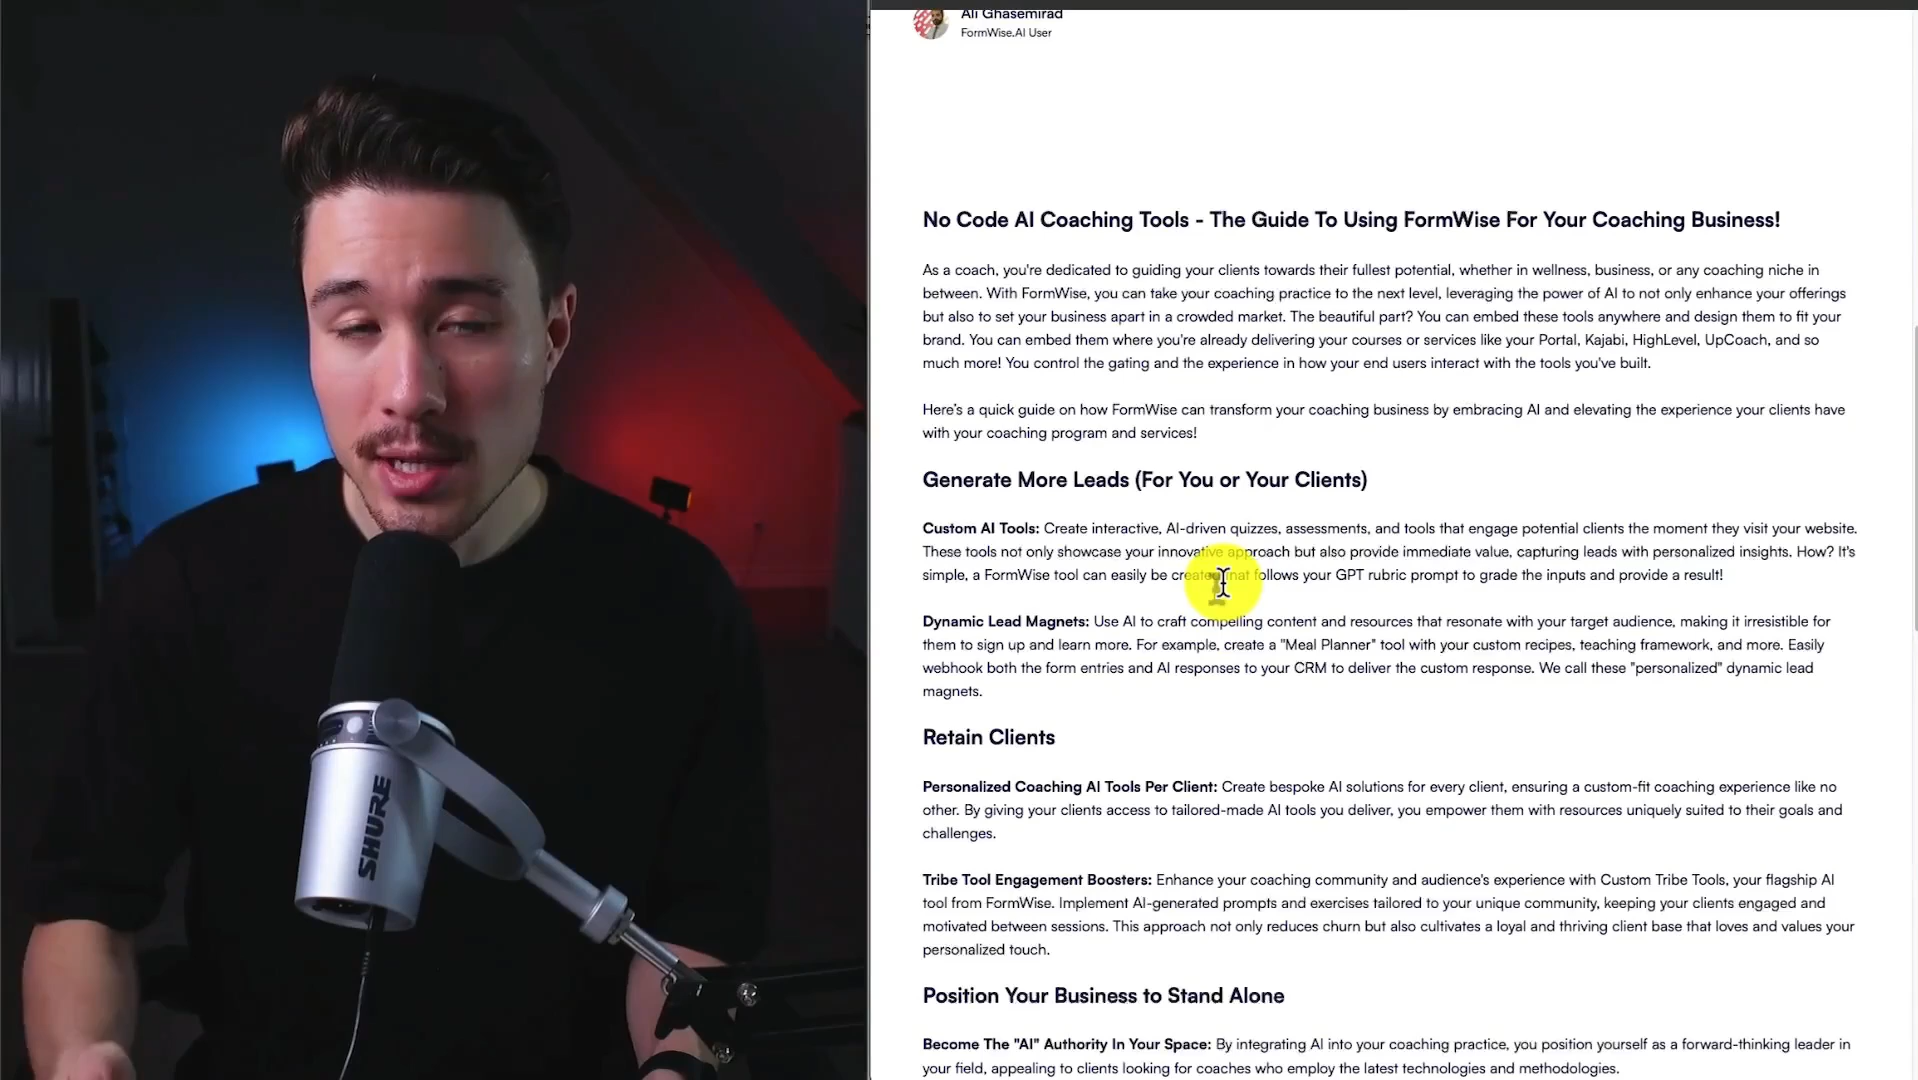 Ali Ghasemirad
FormWise.AI User
No Code AI Coaching Tools - The Guide To Using FormWise For Your Coaching Business!
As a coach, you're dedicated to guiding your clients towards their fullest potential, whether in wellness, business, or any coaching niche in
between. With FormWise, you can take your coaching practice to the next level, leveraging the power of AI to not only enhance your offerings
but also to set your business apart in a crowded market. The beautiful part? You can embed these tools anywhere and design them to fit your
brand. You can embed them where you're already delivering your courses or services like your Portal, Kajabi, HighLevel, UpCoach, and so
much more! You control the gating and the experience in how your end users interact with the tools you've built.
Here's a quick guide on how FormWise can transform your coaching business by embracing AI and elevating the experience your clients have
with your coaching program and services!
Generate More Leads (For You or Your Clients)
Custom AI Tools: Create interactive, AI-driven quizzes, assessments, and tools that engage potential clients the moment they visit your website.
These tools not only showcase your innovative approach but also provide immediate value, capturing leads with personalized insights. How? It's
simple, a FormWise tool can easily be created that follows your GPT rubric prompt to grade the inputs and provide a result!
Dynamic Lead Magnets: Use AI to craft compelling content and resources that resonate with your target audience, making it irresistible for
them to sign up and learn more. For example, create a "Meal Planner" tool with your custom recipes, teaching framework, and more. Easily
webhook both the form entries and AI responses to your CRM to deliver the custom response. We call these "personalized" dynamic lead
magnets.
Retain Clients
Personalized Coaching AI Tools Per Client: Create bespoke AI solutions for every client, ensuring a custom-fit coaching experience like no
other. By giving your clients access to tailored-made AI tools you deliver, you empower them with resources uniquely suited to their goals and
challenges.
Tribe Tool Engagement Boosters: Enhance your coaching community and audience's experience with Custom Tribe Tools, your flagship AI
tool from FormWise. Implement AI-generated prompts and exercises tailored to your unique community, keeping your clients engaged and
motivated between sessions. This approach not only reduces churn but also cultivates a loyal and thriving client base that loves and values your
personalized touch.
Position Your Business to Stand Alone
Become The "AI" Authority In Your Space: By integrating AI into your coaching practice, you position yourself as a forward-thinking leader in
your field, appealing to clients looking for coaches who employ the latest technologies and methodologies.
SHURE